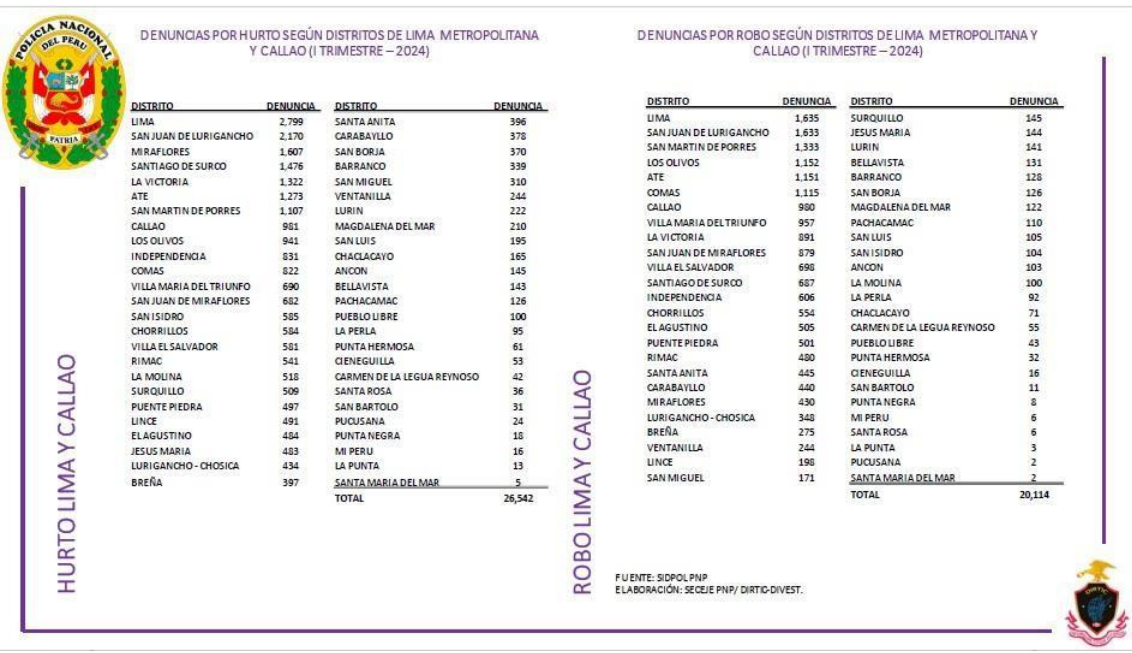 POLICIA NACIONAL
DEL PERU
PATRIA
DENUNCIAS POR HURTO SEGÚN DISTRITOS DE LIMA METROPOLITANA
Y CALLAO (I TRIMESTRE – 2024)
DISTRITO DENUNCIA DISTRITO DENUNCIA
LIMA 2,799 SANTA ANITA 396
SAN JUAN DE LURIGANCHO 2,170 CARABAYLLO 378
MIRAFLORES 1,607 SAN BORJA 370
SANTIAGO DE SURCO 1,476 BARRANCO 339
LA VICTORIA 1,322 SAN MIGUEL 310
ATE 1,273 VENTANILLA 244
SAN MARTIN DE PORRES 1,107 LURIN 222
CALLAO 981 MAGDALENA DEL MAR 210
LOS OLIVOS 941 SAN LUIS 195
INDEPENDENCIA 831 CHACLACAYO 165
COMAS 822 ANCON 145
VILLA MARIA DEL TRIUNFO 690 BELLAVISTA 143
SAN JUAN DE MIRAFLORES 682 PACHACAMAC 126
SAN ISIDRO 585 PUEBLO LIBRE 100
CHORRILLOS 584 LA PERLA 95
VILLA EL SALVADOR 581 PUNTA HERMOSA 61
RIMAC 541 CIENEGUILLA 53
LA MOLINA 518 CARMEN DE LA LEGUA REYNOSO 42
SURQUILLO 509 SANTA ROSA 36
PUENTE PIEDRA 497 SAN BARTOLO 31
LINCE 491 PUCUSANA 24
EL AGUSTINO 484 PUNTA NEGRA 18
JESUS MARIA 483 MI PERU 16
LURIGANCHO - CHOSICA 434 LA PUNTA 13
BREÑA 397 SANTA MARIA DEL MAR 5
TOTAL 26,542
HURTO LIMA Y CALLAO
DENUNCIAS POR ROBO SEGÚN DISTRITOS DE LIMA METROPOLITANA Y
CALLAO (I TRIMESTRE – 2024)
DISTRITO DENUNCIA DISTRITO DENUNCIA
LIMA 1,635 SURQUILLO 145
SAN JUAN DE LURIGANCHO 1,633 JESUS MARIA 144
SAN MARTIN DE PORRES 1,333 LURIN 141
LOS OLIVOS 1,152 BELLAVISTA 131
ATE 1,151 BARRANCO 128
COMAS 1,115 SAN BORJA 126
CALLAO 980 MAGDALENA DEL MAR 122
VILLA MARIA DEL TRIUNFO 957 PACHACAMAC 110
LA VICTORIA 891 SAN LUIS 105
SAN JUAN DE MIRAFLORES 879 SAN ISIDRO 104
VILLA EL SALVADOR 698 ANCON 103
SANTIAGO DE SURCO 687 LA MOLINA 100
INDEPENDENCIA 606 LA PERLA 92
CHORRILLOS 554 CHACLACAYO 71
EL AGUSTINO 505 CARMEN DE LA LEGUA REYNOSO 55
PUENTE PIEDRA 501 PUEBLO LIBRE 43
RIMAC 480 PUNTA HERMOSA 32
SANTA ANITA 445 CIENEGUILLA 16
CARABAYLLO 440 SAN BARTOLO 11
MIRAFLORES 430 PUNTA NEGRA 8
LURIGANCHO - CHOSICA 348 MI PERU 6
BREÑA 275 SANTA ROSA 6
VENTANILLA 244 LA PUNTA 3
LINCE 198 PUCUSANA 2
SAN MIGUEL 171 SANTA MARIA DEL MAR 2
TOTAL 20,114
ROBO LIMA Y CALLAO
FUENTE: SIDPOL PNP
ELABORACIÓN: SECEJE PNP/ DIRTIC-DIVEST.
DIRTIC